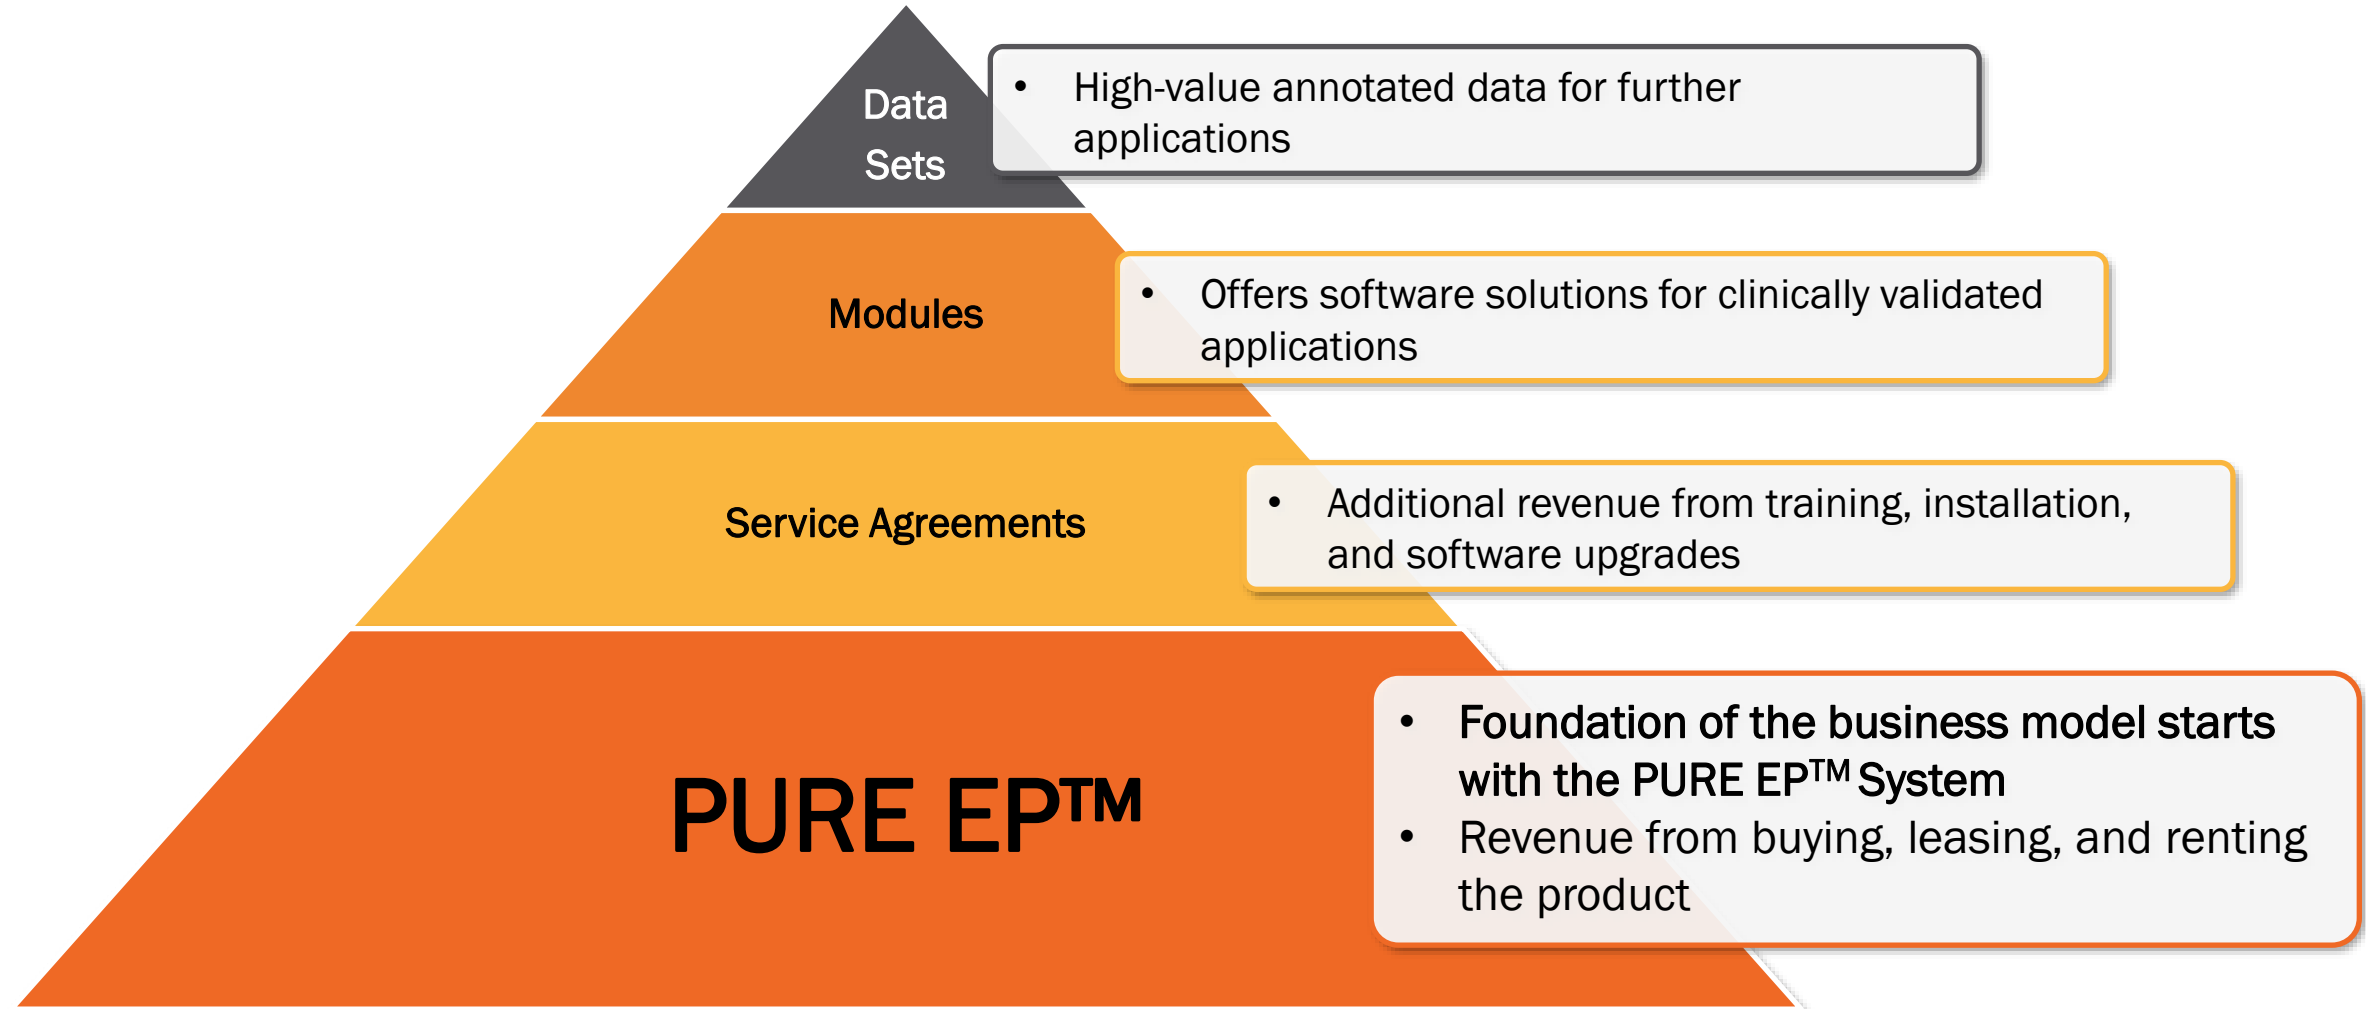 Data
Sets
• High-value annotated data for further
applications
Modules
• Offers software solutions for clinically validated
applications
Service Agreements
• Additional revenue from training, installation,
and software upgrades
PURE EP™
• Foundation of the business model starts
with the PURE EP™ System
• Revenue from buying, leasing, and renting
the product